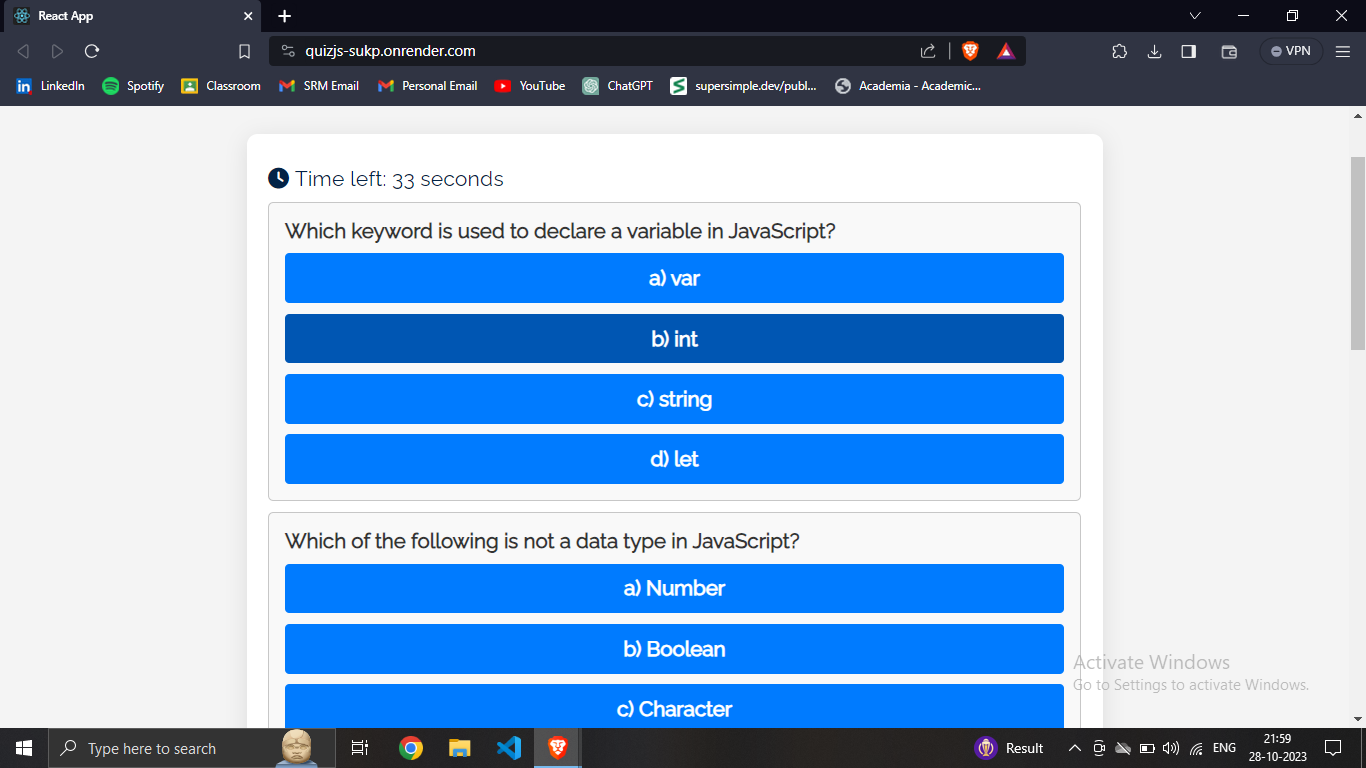 React App
quizjs-sukp.onrender.com
VPN
LinkedIn
Spotify
Classroom
SRM Email
Personal Email
YouTube
ChatGPT
supersimple.dev/publ...
Academia - Academic...
Time left: 33 seconds
Which keyword is used to declare a variable in JavaScript?
a) var
b) int
c) string
d) let
Which of the following is not a data type in JavaScript?
a) Number
b) Boolean
c) Character
Activate Windows
Go to Settings to activate Windows.
Type here to search
Result
ENG
21:59
28-10-2023